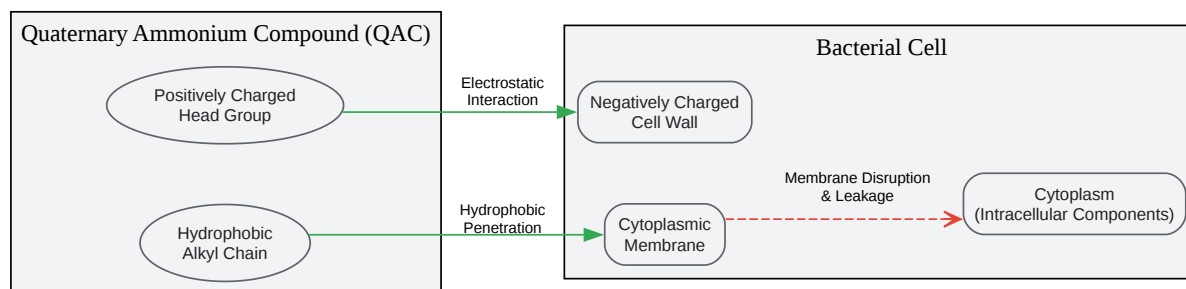 Quaternary Ammonium Compound (QAC)
Positively Charged
Head Group
Hydrophobic
Alkyl Chain
Electrostatic
Interaction
Hydrophobic
Penetration
Bacterial Cell
Negatively Charged
Cell Wall
Cytoplasmic
Membrane
Membrane Disruption
& Leakage
Cytoplasm
(Intracellular Components)